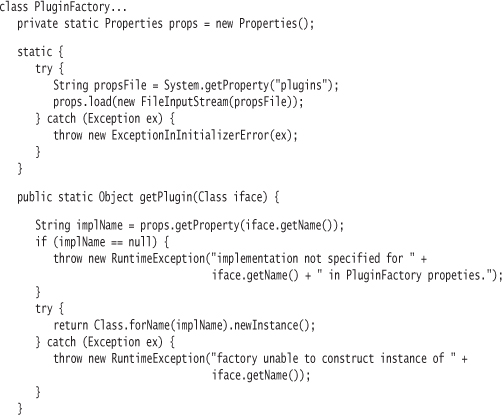 class PluginFactory...
private static Properties props = new Properties();
static {
try {
String propsFile = System.getProperty("plugins");
props.load(new FileInputStream(propsFile));
} catch (Exception ex) {
throw new ExceptionInInitializerError(ex);
}
}
public static Object getPlugin(Class iface) {
String implName = props.getProperty(iface.getName());
if (implName == null) {
throw new RuntimeException("implementation not specified for " +
iface.getName() + " in PluginFactory propeties.");
}
try {
return Class.forName(implName).newInstance();
} catch (Exception ex) {
throw new RuntimeException("factory unable to construct instance of " +
iface.getName());
}
}